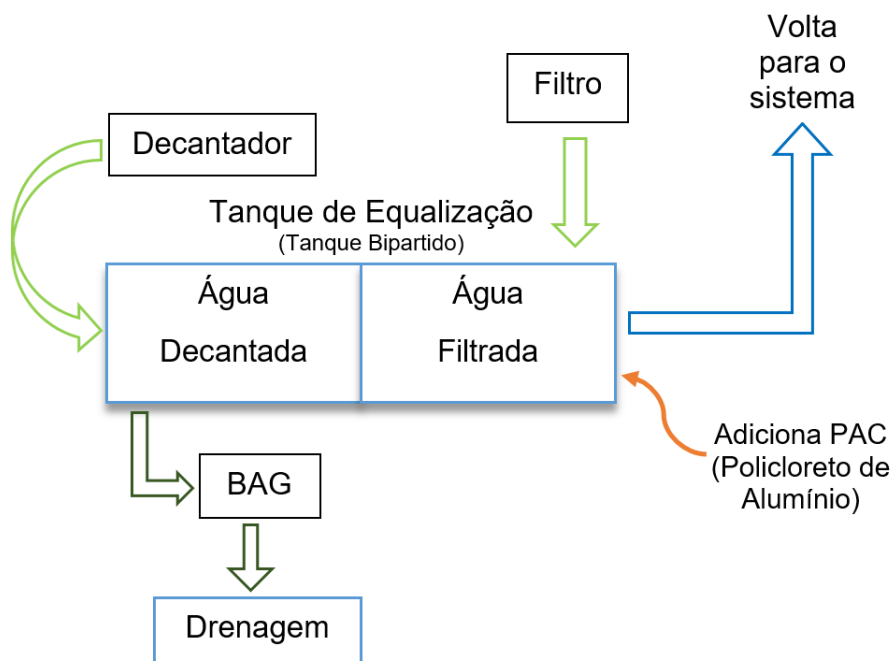 Volta
para o
sistema
Filtro
Decantador
Tanque de Equalização
(Tanque Bipartido)
Água
Decantada
Água
Filtrada
Adiciona PAC
(Policloreto de
Alumínio)
BAG
Drenagem